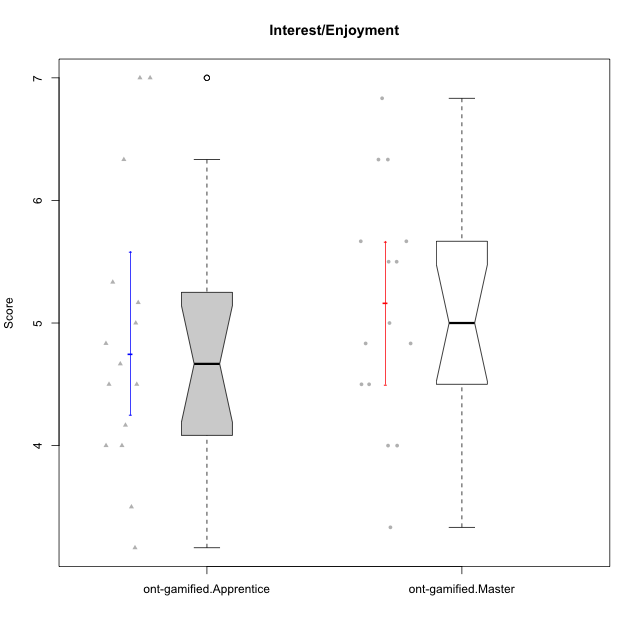 Interest/Enjoyment
7
6
5
4
Score
ont-gamified.Apprentice
ont-gamified.Master